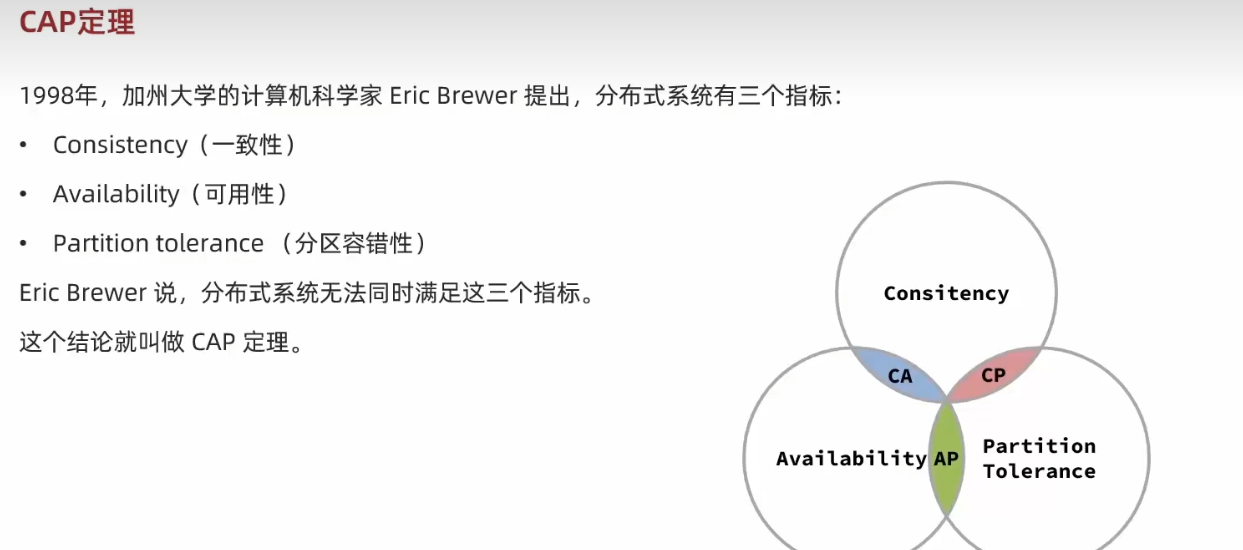 CAP定理
1998年，加州大学的计算机科学家 Eric Brewer 提出，分布式系统有三个指标：
• Consistency（一致性）
• Availability（可用性）
• Partition tolerance （分区容错性）
Eric Brewer 说，分布式系统无法同时满足这三个指标。
这个结论就叫做 CAP 定理。
Consitency
CA
CP
Availability
AP
Partition
Tolerance